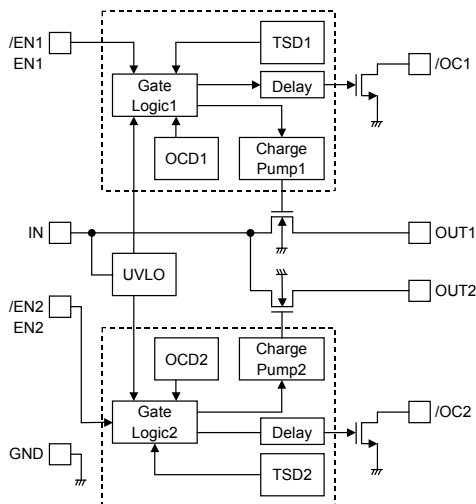 /EN1
EN1
TSD1
/OC1
Gate
Logic1
Delay
OCD1
Charge
Pump1
IN
OUT1
UVLO
OUT2
/EN2
EN2
OCD2
Charge
Pump2
Gate
Logic2
Delay
/OC2
GND
TSD2